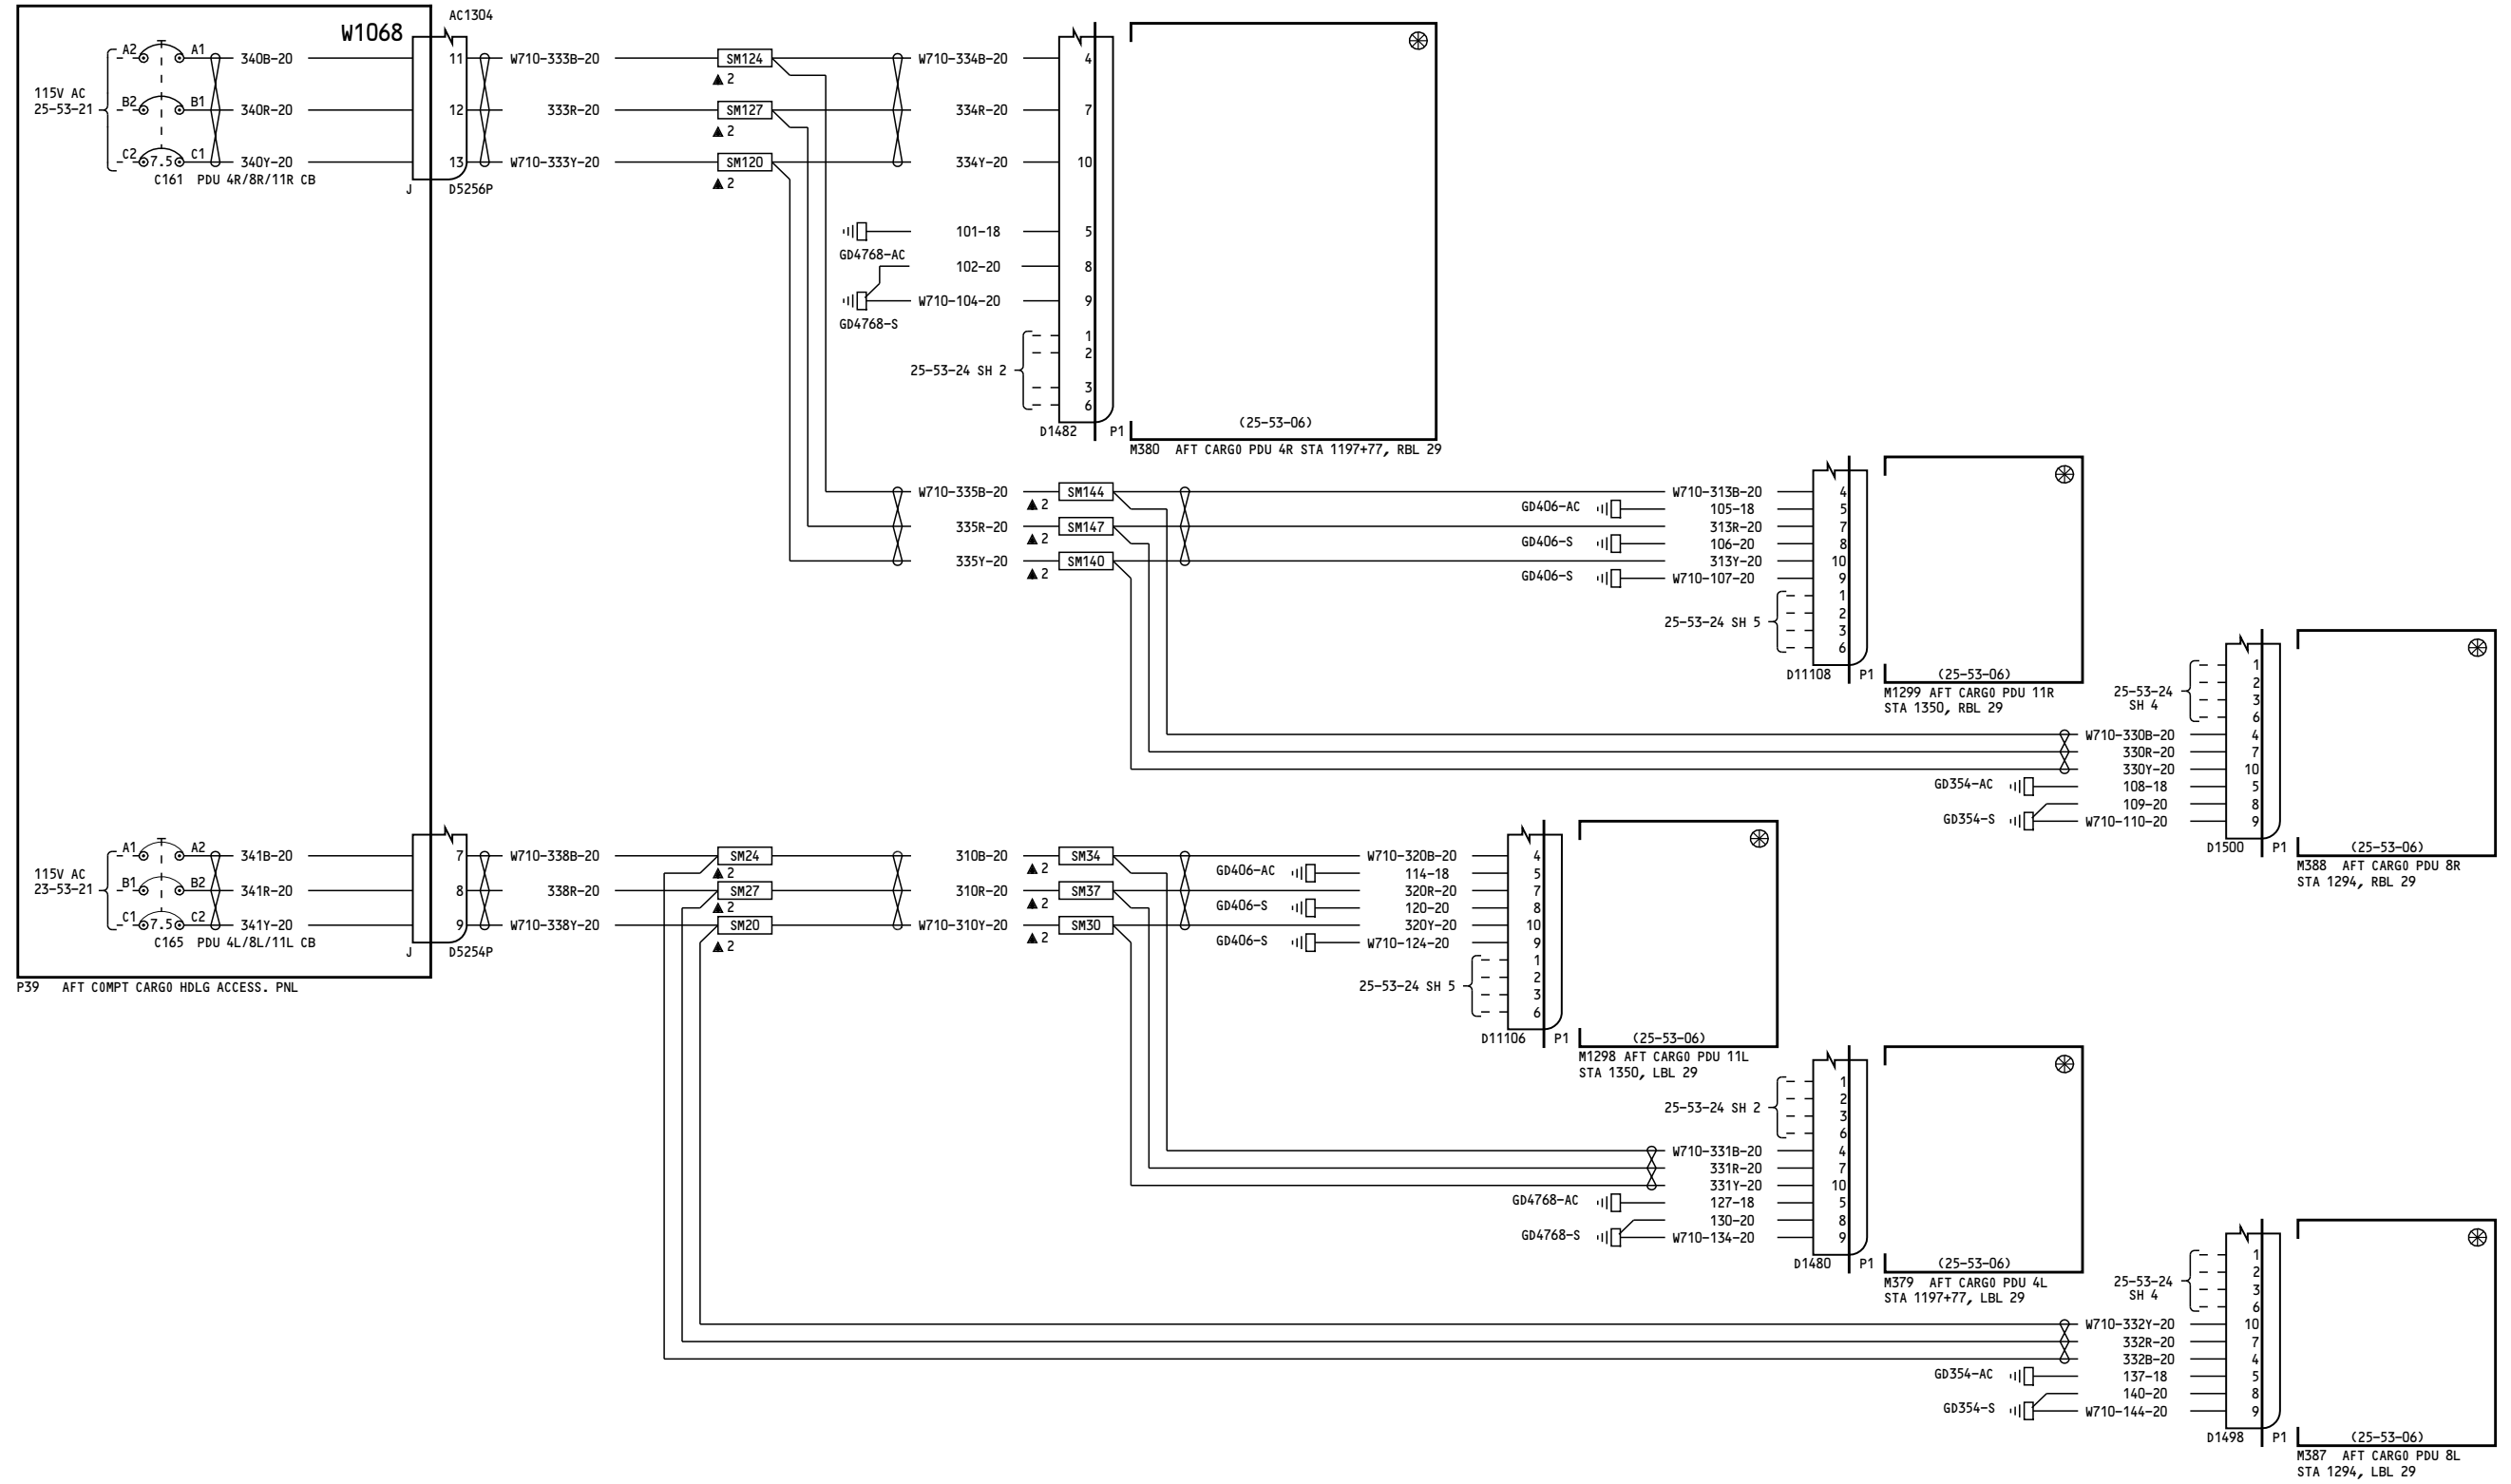 AC1304
W1068
A2 A1 340B-20 11 W710-333B-20 SM124 W710-334B-20 4
2
115V AC
25-53-21
B2 B1 340R-20 12 333R-20 SM127 334R-20 7
2
C2 7.5 C1 340Y-20 13 W710-333Y-20 SM120 334Y-20 10
2
C161 PDU 4R/8R/11R CB
J D5256P
101-18 5
GD4768-AC
102-20 8
W710-104-20 9
GD4768-S
1
2
25-53-24 SH 2
3
6
(25-53-06)
D1482 P1
M380 AFT CARGO PDU 4R STA 1197+77, RBL 29
W710-335B-20 SM144 W710-313B-20 4
2
GD406-AC 105-18 5
335R-20 SM147 313R-20 7
2
GD406-S 106-20 8
335Y-20 SM140 313Y-20 10
2
GD406-S W710-107-20 9
1
2
25-53-24 SH 5
3
6
D11108 P1
(25-53-06)
M1299 AFT CARGO PDU 11R
STA 1350, RBL 29
1
2
25-53-24
SH 4
3
6
W710-330B-20 4
330R-20 7
330Y-20 10
GD354-AC 108-18 5
109-20 8
GD354-S W710-110-20 9
D1500 P1
(25-53-06)
M388 AFT CARGO PDU 8R
STA 1294, RBL 29
A1 A2 341B-20 7 W710-338B-20 SM24 310B-20 SM34 W710-320B-20 4
2 2
GD406-AC 114-18 5
115V AC
23-53-21
B1 B2 341R-20 8 338R-20 SM27 310R-20 SM37 320R-20 7
2 2
GD406-S 120-20 8
C1 7.5 C2 341Y-20 9 W710-338Y-20 SM20 W710-310Y-20 SM30 320Y-20 10
2 2
GD406-S W710-124-20 9
C165 PDU 4L/8L/11L CB
J D5254P
P39 AFT COMPT CARGO HDLG ACCESS. PNL
1
2
25-53-24 SH 5
3
6
D11106 P1
(25-53-06)
M1298 AFT CARGO PDU 11L
STA 1350, LBL 29
1
2
25-53-24 SH 2
3
6
W710-331B-20 4
331R-20 7
331Y-20 10
GD4768-AC 127-18 5
130-20 8
GD4768-S W710-134-20 9
D1480 P1
(25-53-06)
M379 AFT CARGO PDU 4L
STA 1197+77, LBL 29
1
2
25-53-24
SH 4
3
6
W710-332Y-20 10
332R-20 7
332B-20 4
GD354-AC 137-18 5
140-20 8
GD354-S W710-144-20 9
D1498 P1
(25-53-06)
M387 AFT CARGO PDU 8L
STA 1294, LBL 29